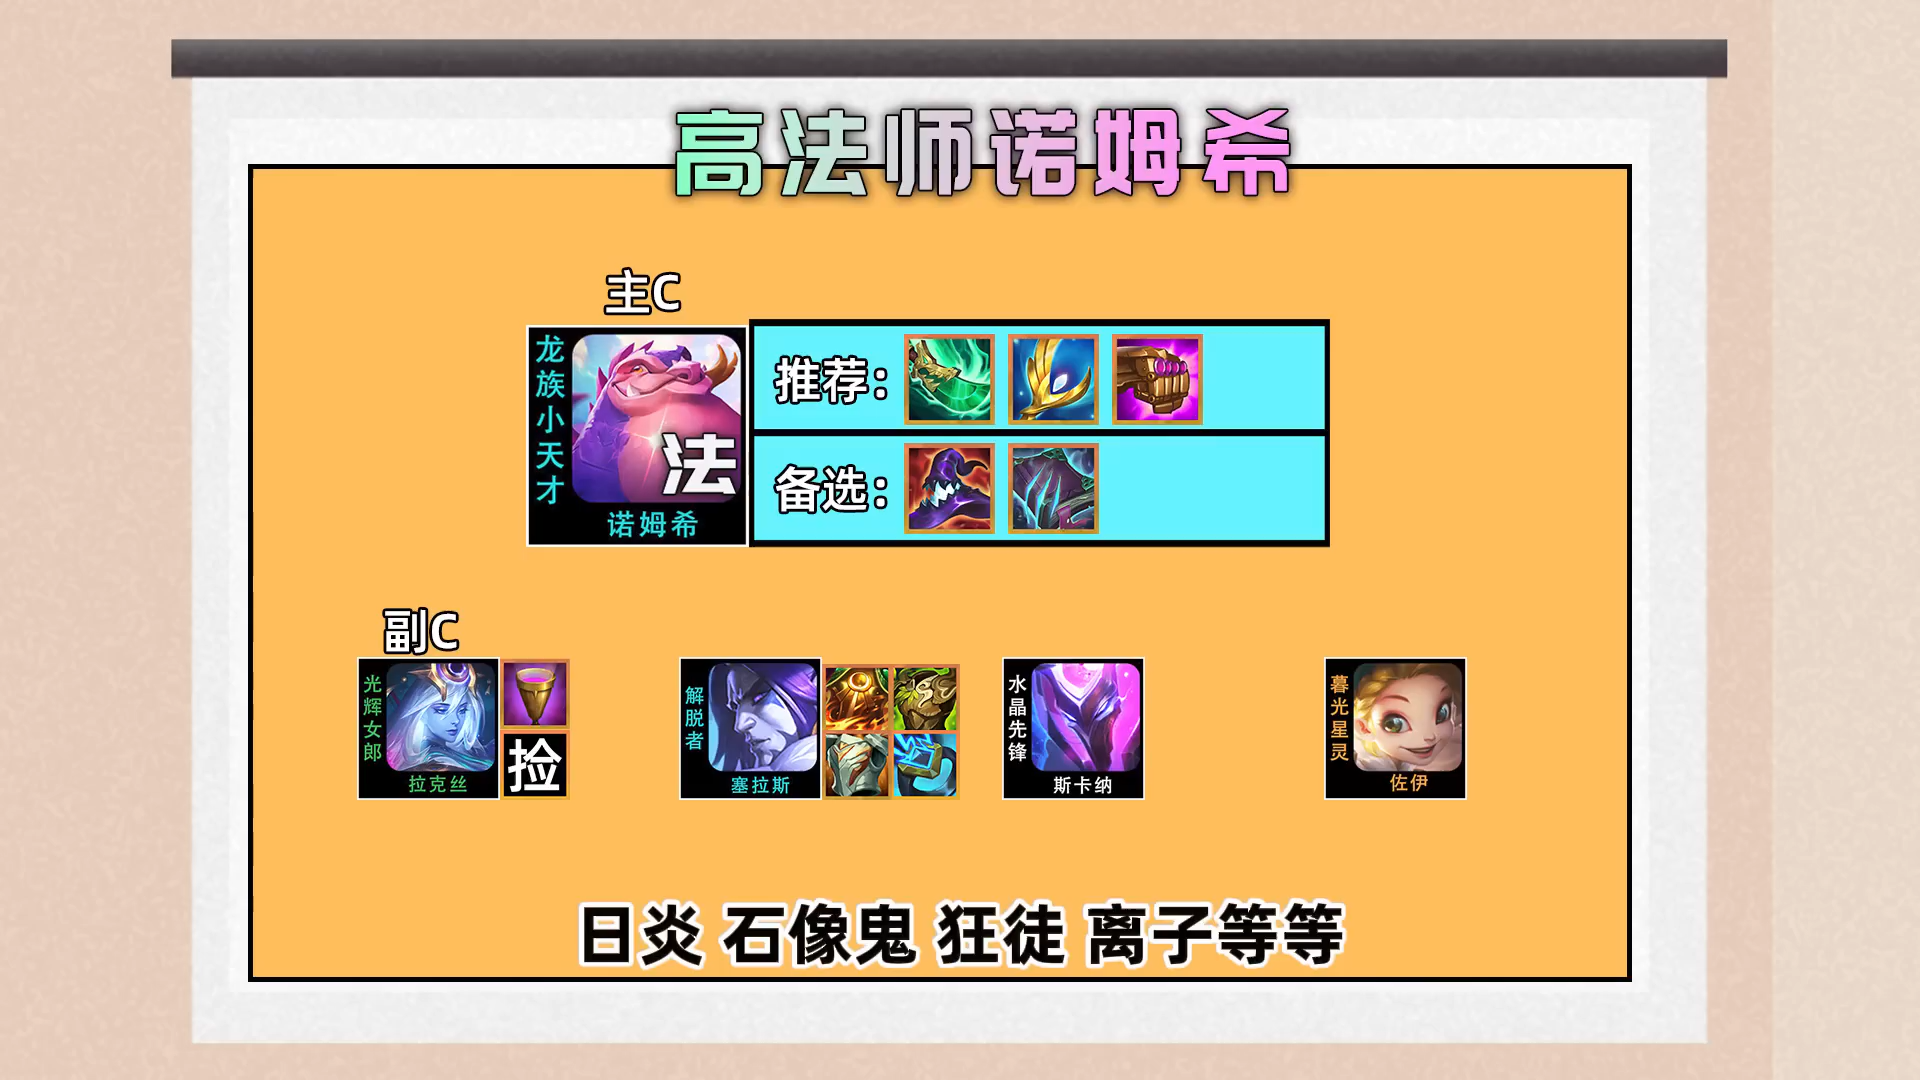 高法师诺姆希
主C
龙族小天才
法
诺姆希
推荐：
备选：
副C
光辉女郎
拉克丝
捡
解脱者
塞拉斯
水晶先锋
斯卡纳
暮光星灵
佐伊
日炎 石像鬼 狂徒 离子等等